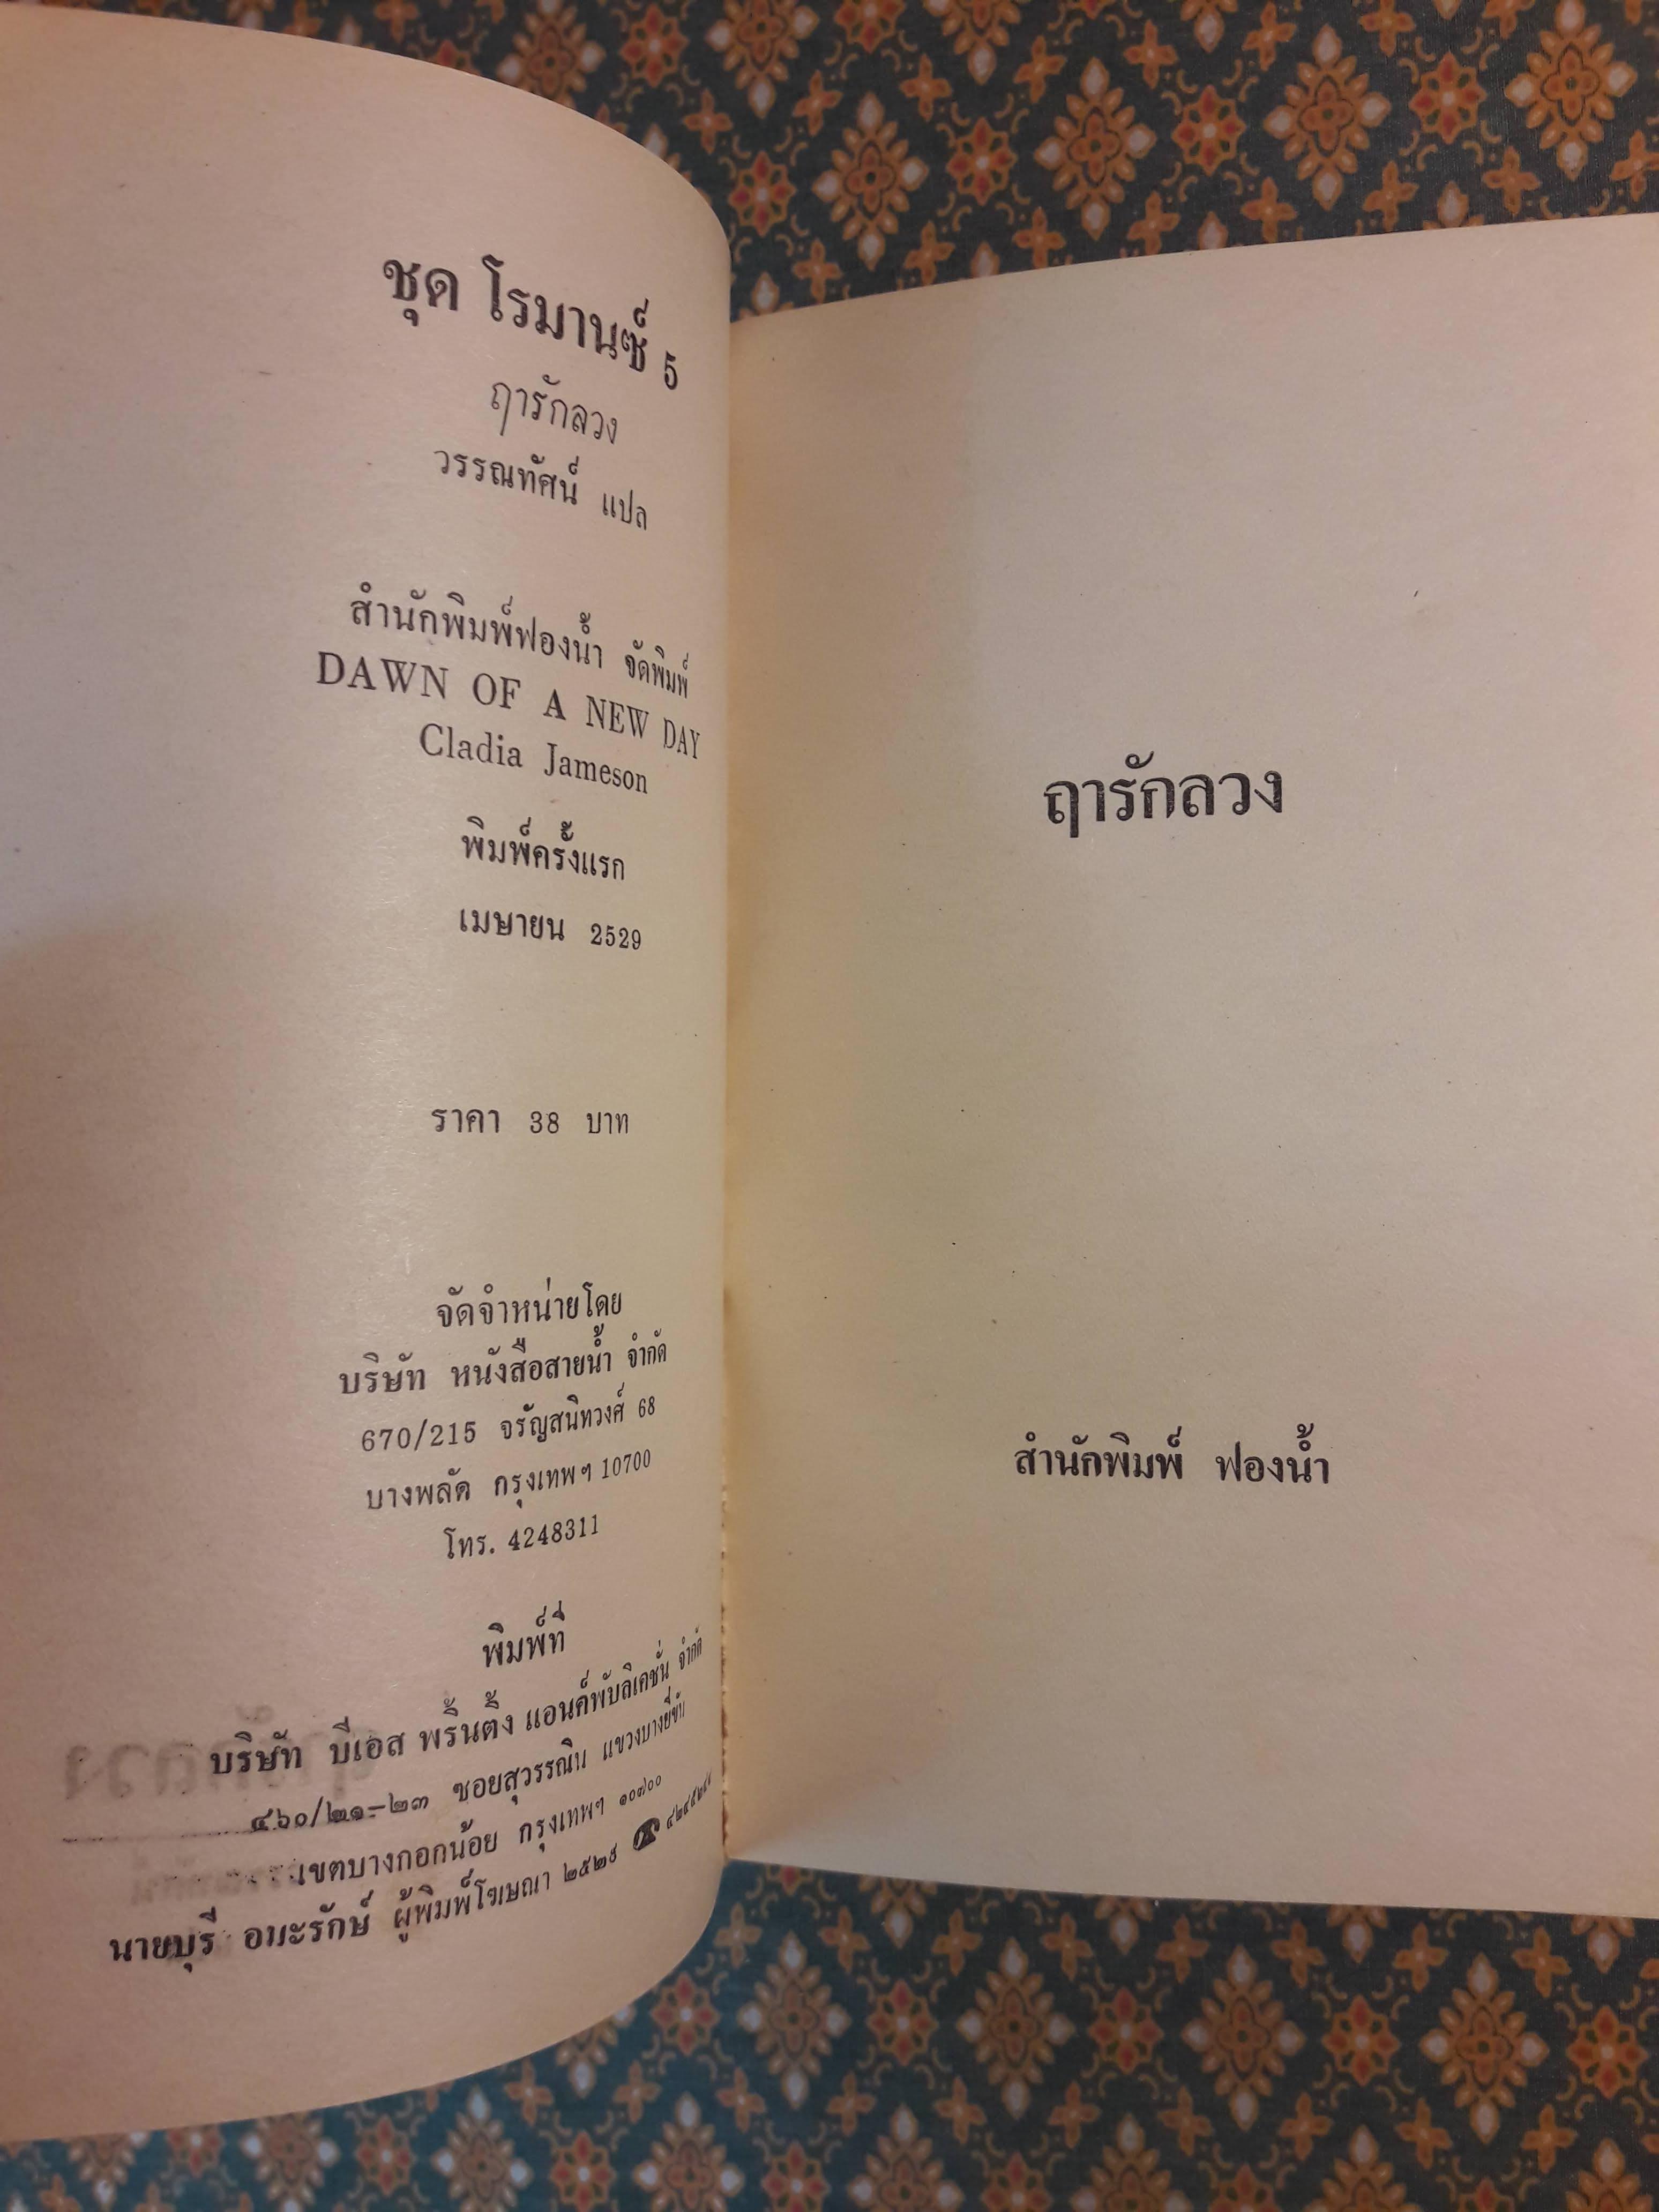 ชุด โรมานซ์ 5
ฤารักลวง
วรรณทัศน์ แปล
สำนักพิมพ์ฟองน้ำ จัดพิมพ์
DAWN OF A NEW DAY
Cladia Jameson
พิมพ์ครั้งแรก
เมษายน 2529
ราคา 38 บาท
จัดจำหน่ายโดย
บริษัท หนังสือสายน้ำ จำกัด
670/215 จรัญสนิทวงศ์ 68
บางพลัด กรุงเทพฯ 10700
โทร. 4248311
พิมพ์ที่
บริษัท บีเอส พริ้นติ้ง แอนด์พับลิเคชั่น จำกัด
๔๖๐/๒๑-๒๓ ซอยสุวรรณิน แขวงบางยี่ขัน
เขตบางกอกน้อย กรุงเทพฯ ๑๐๗๐๐
นายบุรี อมะรักษ์ ผู้พิมพ์โฆษณา
ฤารักลวง
สำนักพิมพ์ ฟองน้ำ